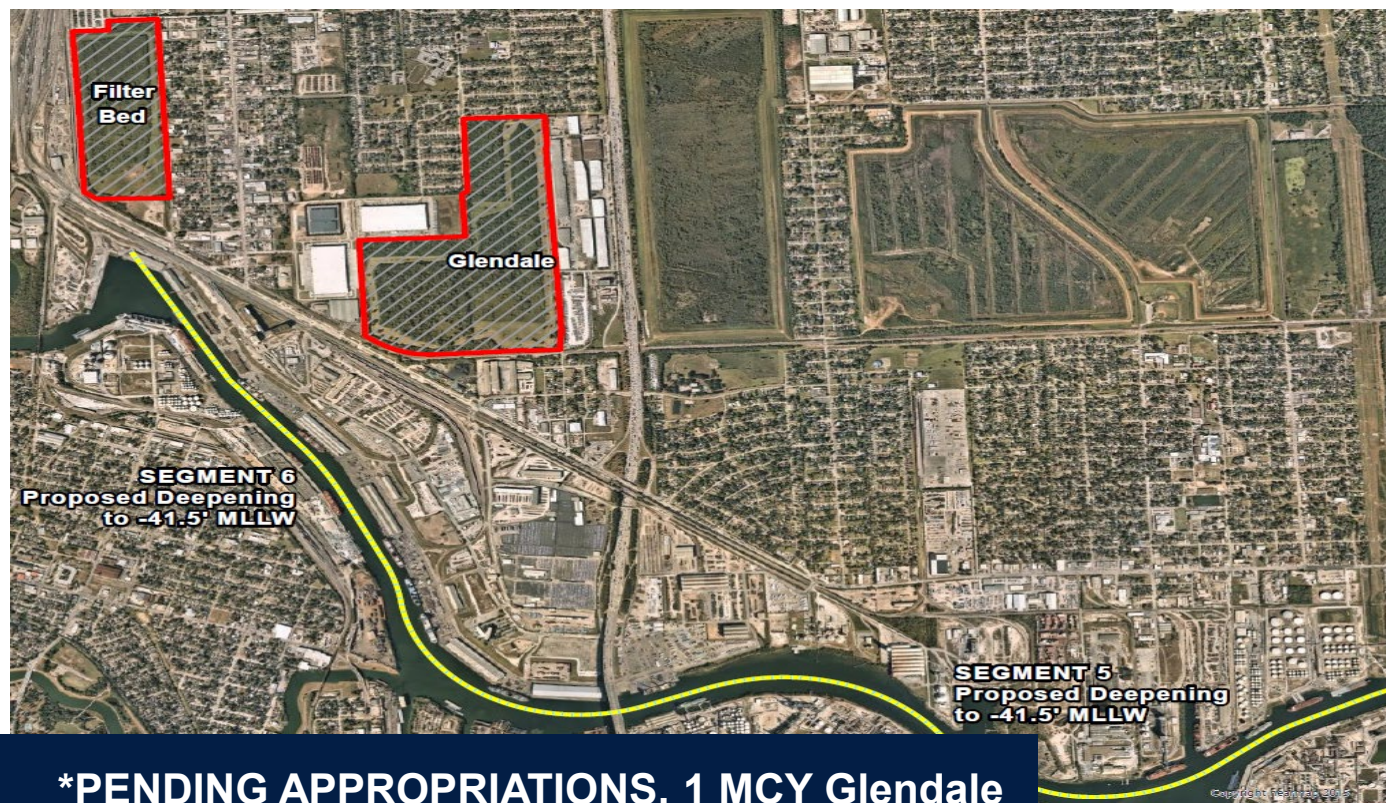 Filter
Bed
Glendale
SEGMENT 6
Proposed Deepening
to -41.5' MLLW
SEGMENT 5
Proposed Deepening
to -41.5' MLLW
*PENDING APPROPRIATIONS, 1 MCY Glendale